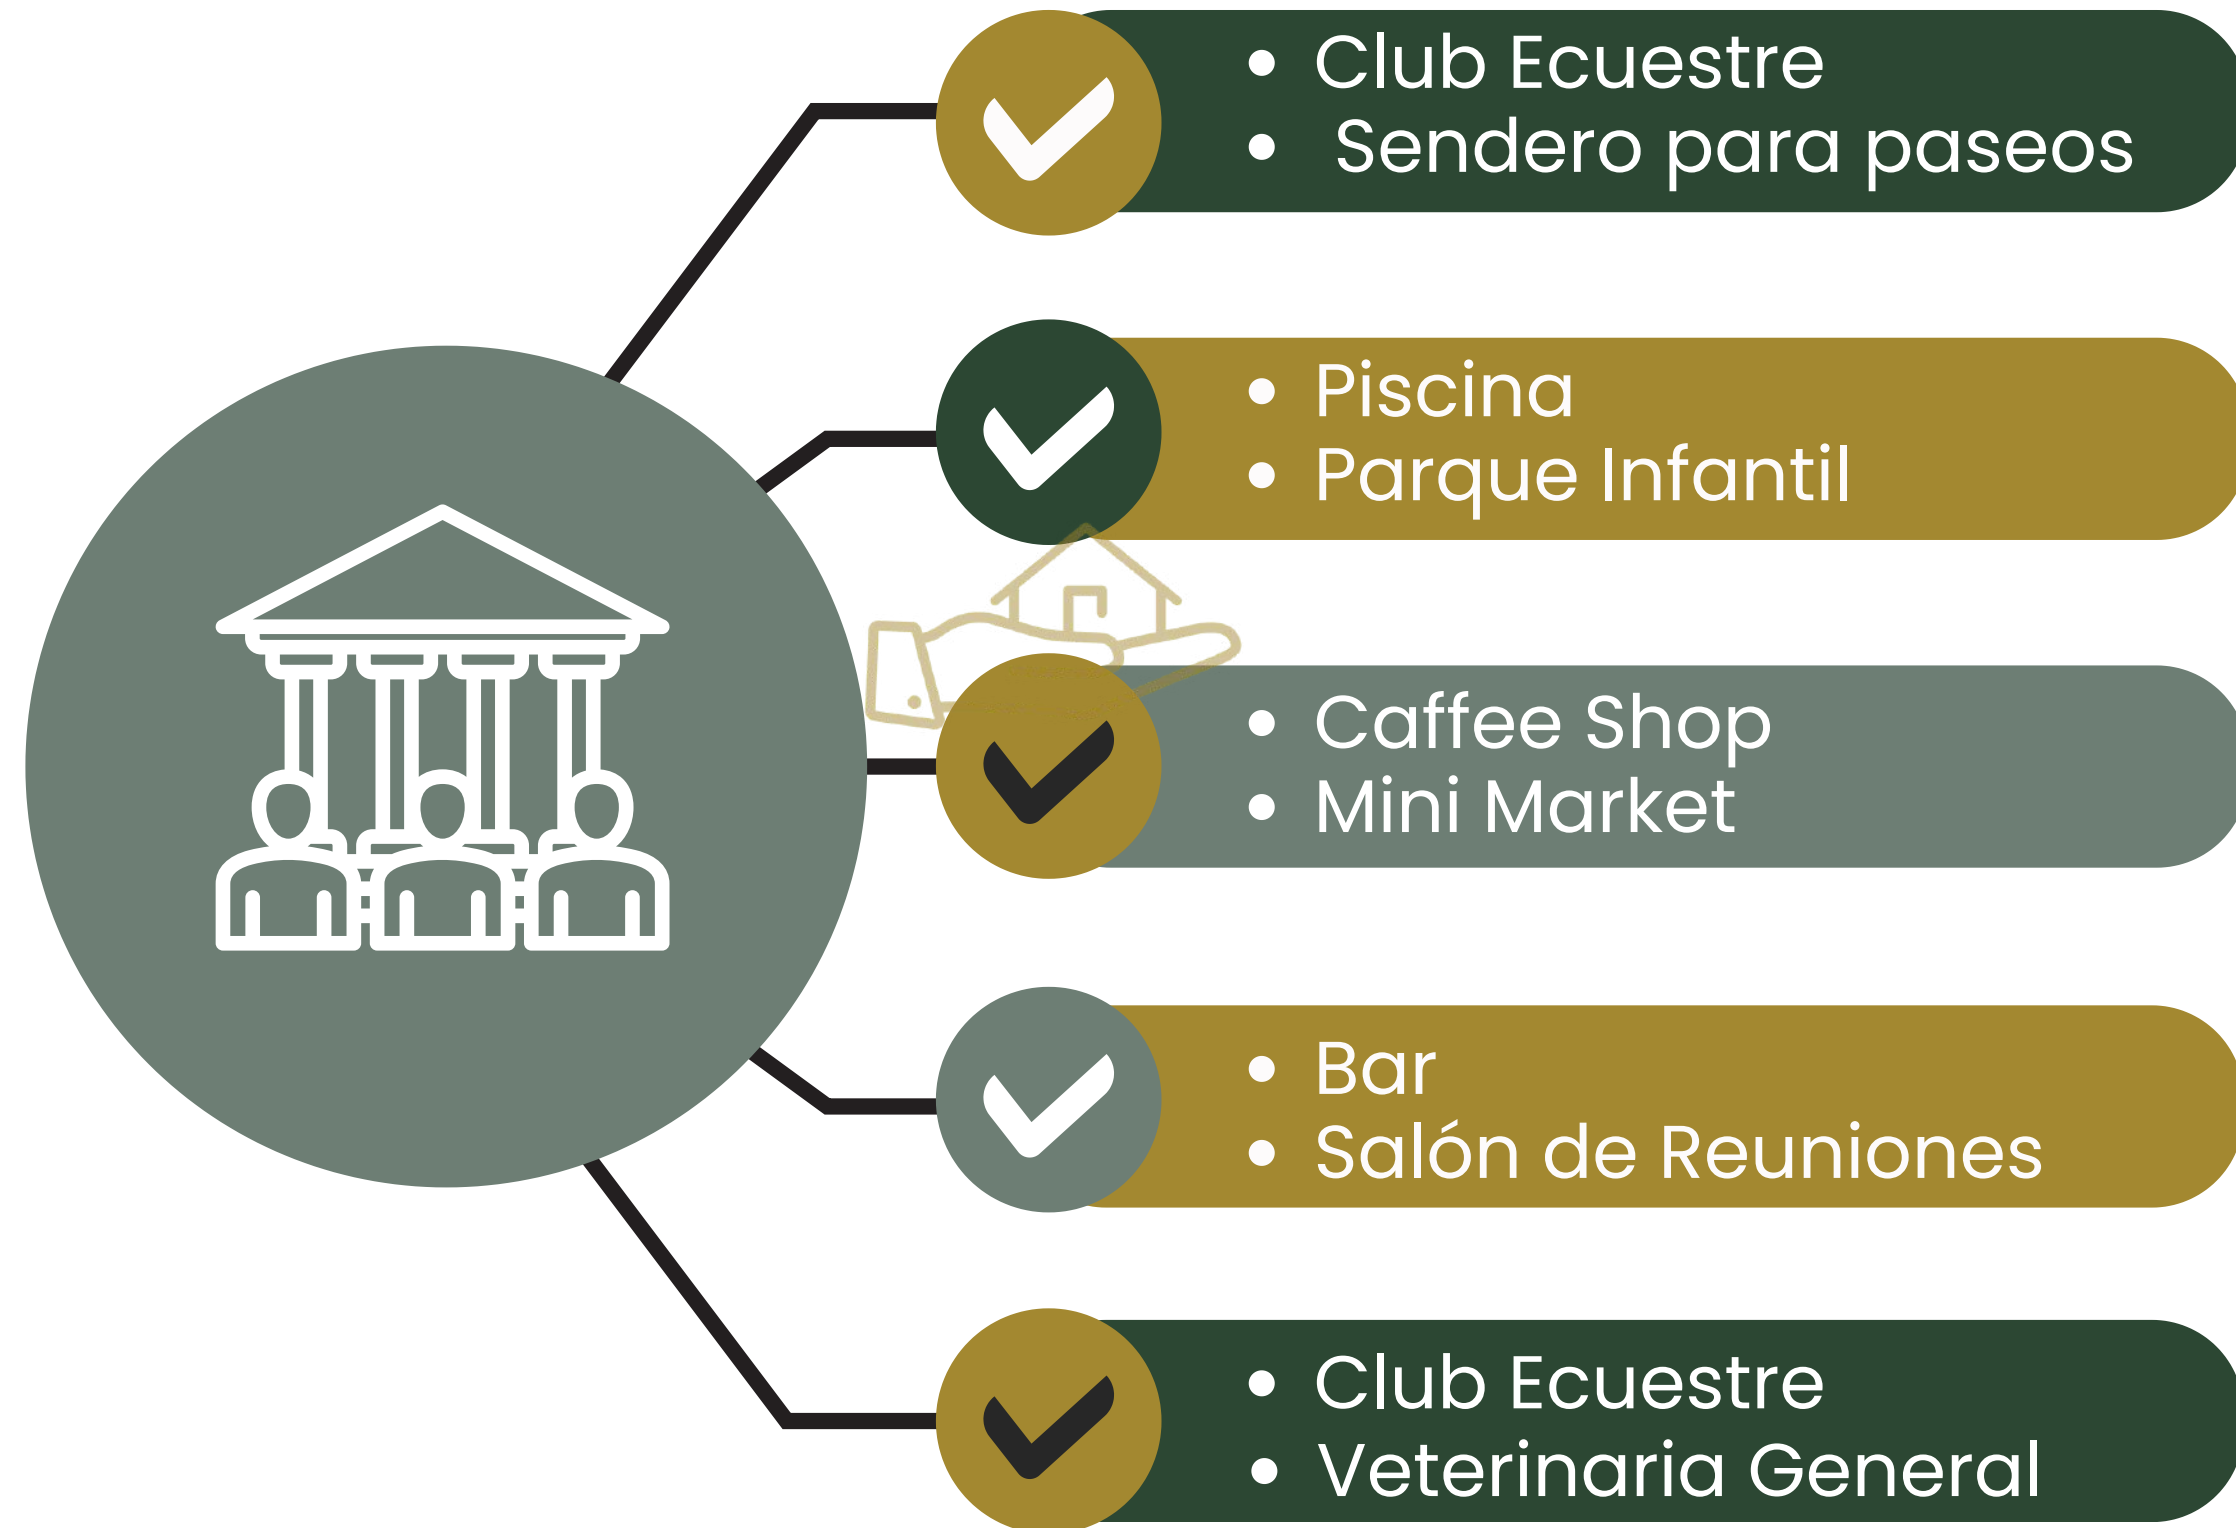 • Club Ecuestre
• Sendero para paseos
• Piscina
• Parque Infantil
• Caffee Shop
• Mini Market
• Bar
• Salón de Reuniones
• Club Ecuestre
• Veterinaria General